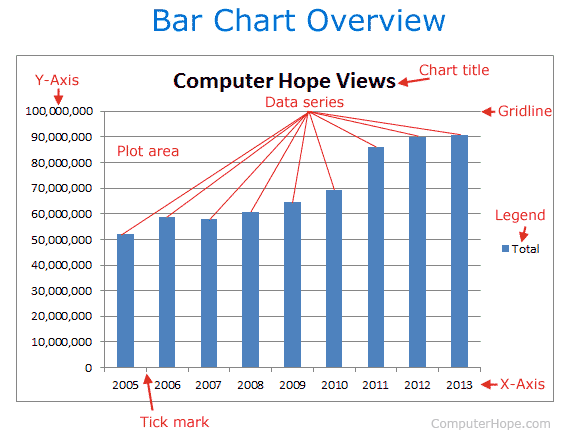 Bar Chart Overview
Y-Axis
Computer Hope Views
Chart title
Data series
100,000,000
Gridline
90,000,000
Plot area
80,000,000
70,000,000
60,000,000
Legend
50,000,000
Total
40,000,000
30,000,000
20,000,000
10,000,000
0
2005 2006 2007 2008 2009 2010 2011 2012 2013
X-Axis
Tick mark
ComputerHope.com